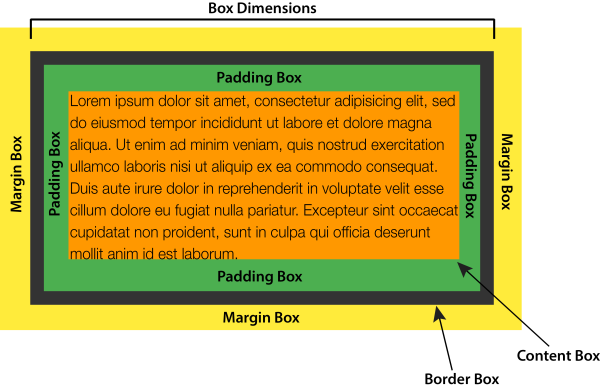 Box Dimensions
Padding Box
Lorem ipsum dolor sit amet, consectetur adipisicing elit, sed
do eiusmod tempor incididunt ut labore et dolore magna
aliqua. Ut enim ad minim veniam, quis nostrud exercitation
ullamco laboris nisi ut aliquip ex ea commodo consequat.
Duis aute irure dolor in reprehenderit in voluptate velit esse
cillum dolore eu fugiat nulla pariatur. Excepteur sint occaecat
cupidatat non proident, sunt in culpa qui officia deserunt
mollit anim id est laborum.
Margin Box
Padding Box
Padding Box
Margin Box
Padding Box
Margin Box
Content Box
Border Box